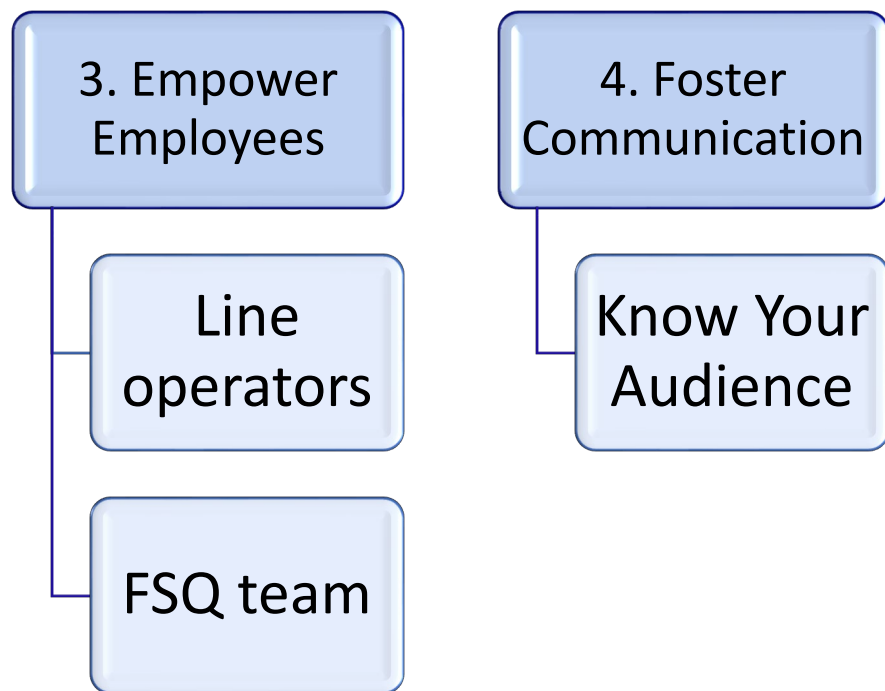 3. Empower
Employees
Line
operators
FSQ team
4. Foster
Communication
Know Your
Audience